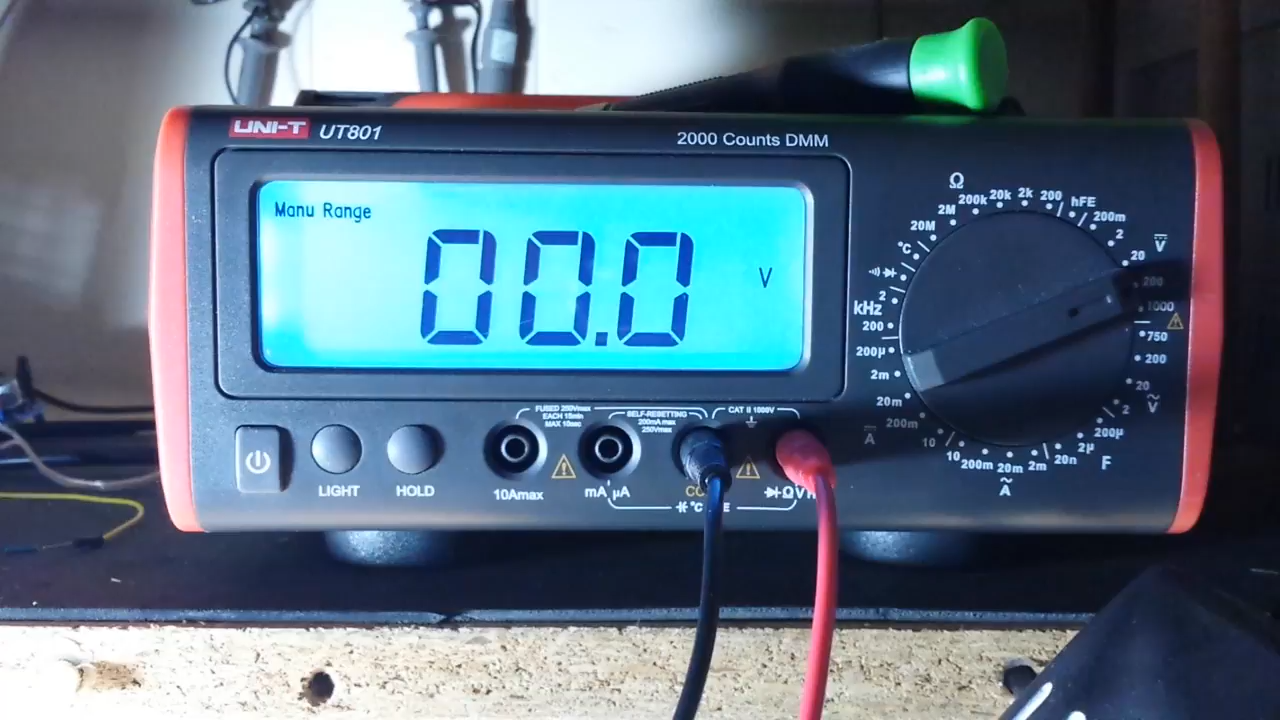 UNI-T UT801
2000 Counts DMM
Manu Range
00.0 V
Ω
20M 2M 200k 20k 2k 200
hFE
200m 2 20 200 1000
V
750 200 20 2
V
200µ 2µ 20n
F
2m 20m 200m 10
A
10 200m 20m 2m 200µ
A
kHz
200 2
°C
FUSED 250Vmax
EACH 15min
MAX 10sec
SELF-RESETTING
200mA max
250Vmax
CAT II 1000V
LIGHT
HOLD
10Amax
mA µA
ΩV
°C